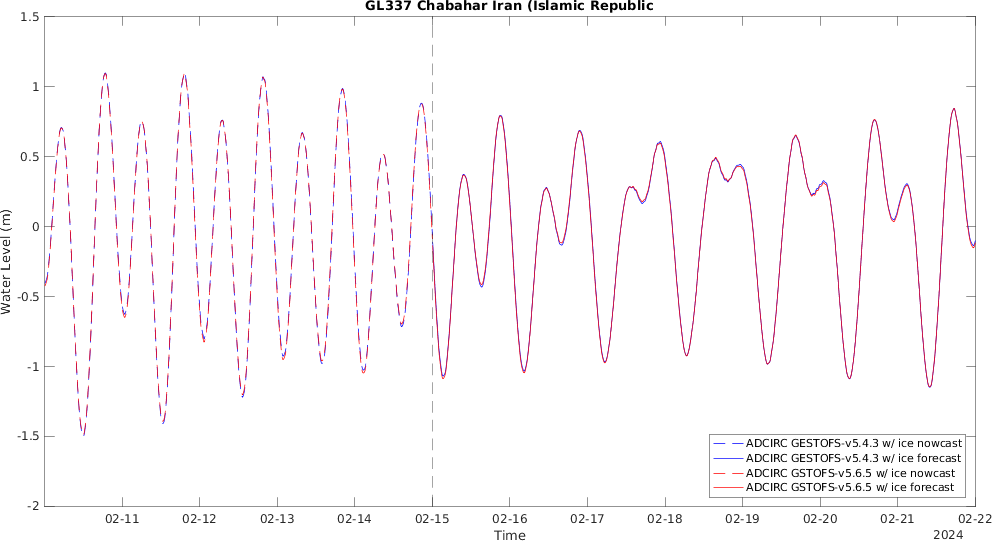 GL337 Chabahar Iran (Islamic Republic
1.5
1
0.5
0
-0.5
-1
-1.5
-2
Water Level (m)
02-11 02-12 02-13 02-14 02-15 02-16 02-17 02-18 02-19 02-20 02-21 02-22
Time
2024
ADCIRC GESTOFS-v5.4.3 w/ ice nowcast
ADCIRC GESTOFS-v5.4.3 w/ ice forecast
ADCIRC GSTOFS-v5.6.5 w/ ice nowcast
ADCIRC GSTOFS-v5.6.5 w/ ice forecast